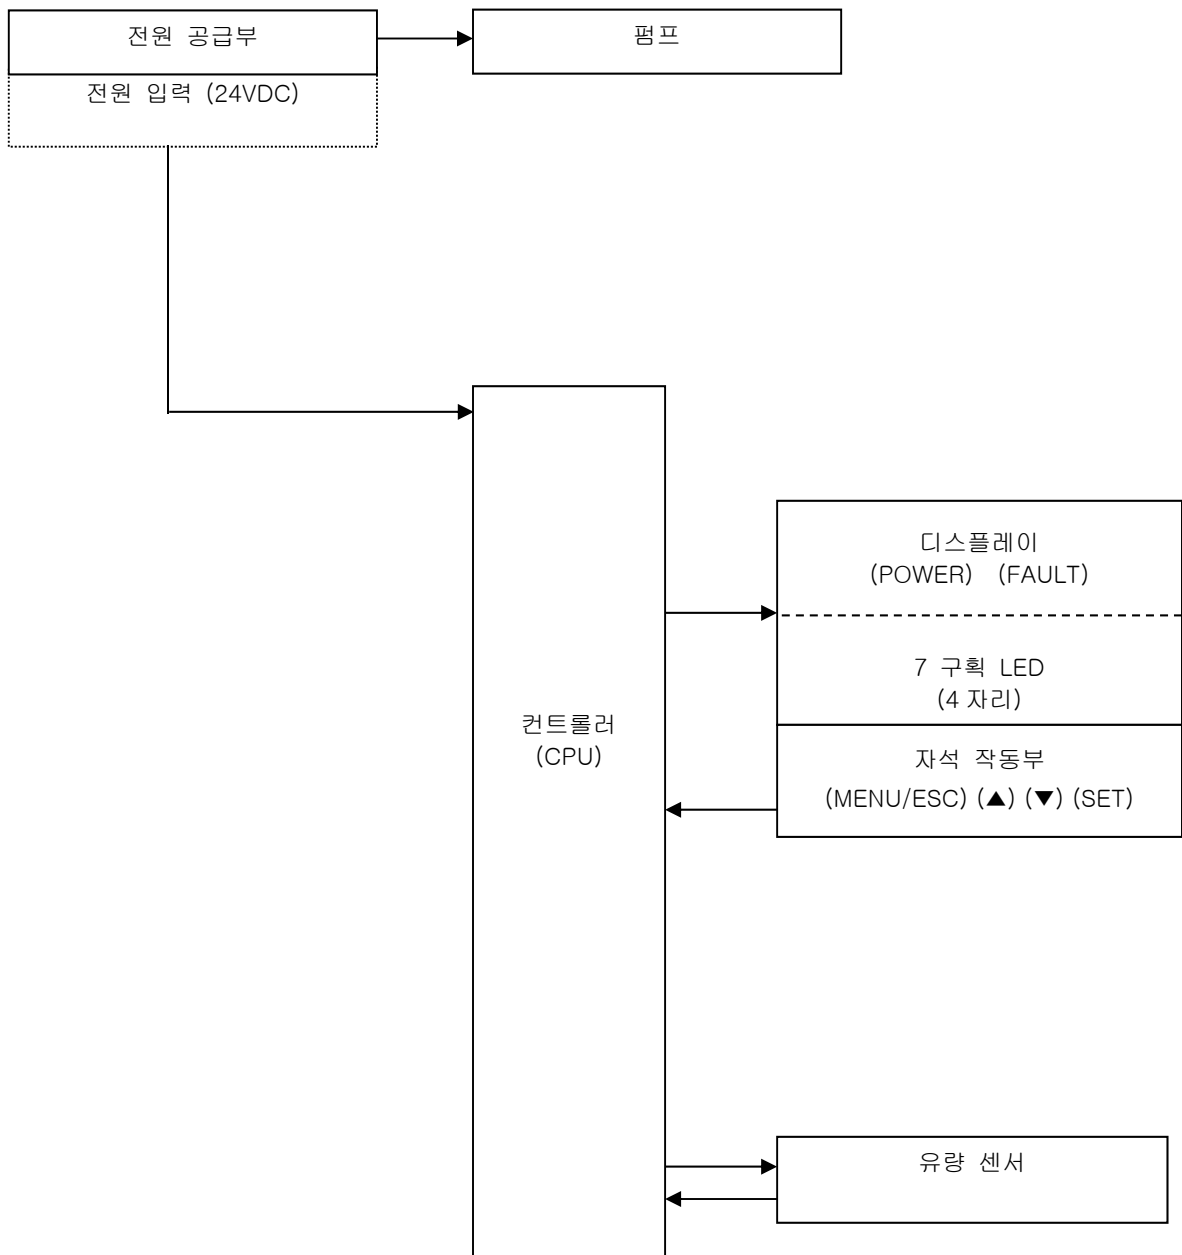 전원 공급부
펌프
전원 입력 (24VDC)
디스플레이
(POWER) (FAULT)
7 구획 LED
(4 자리)
컨트롤러
(CPU)
자석 작동부
(MENU/ESC) (▲) (▼) (SET)
유량 센서